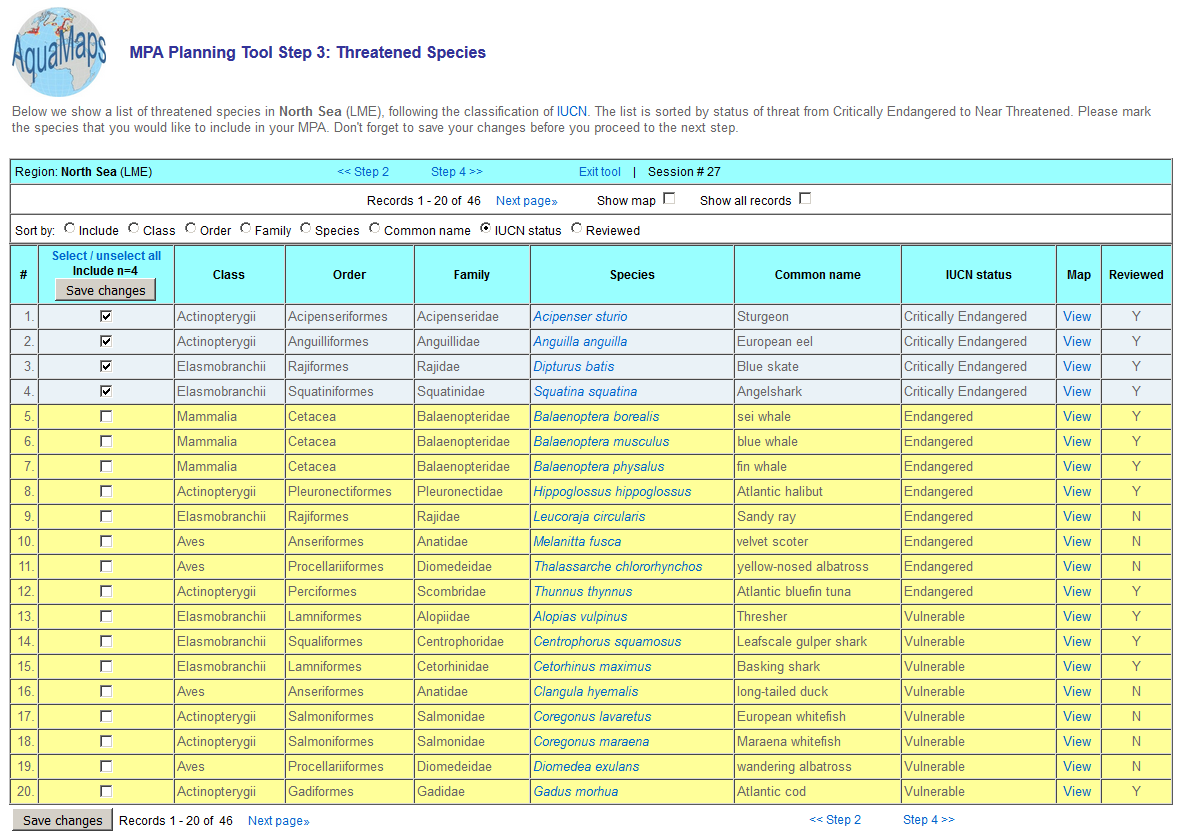 AquaMaps
MPA Planning Tool Step 3: Threatened Species
Below we show a list of threatened species in North Sea (LME), following the classification of IUCN. The list is sorted by status of threat from Critically Endangered to Near Threatened. Please mark
the species that you would like to include in your MPA. Don't forget to save your changes before you proceed to the next step.
Region: North Sea (LME) << Step 2 Step 4 >> Exit tool | Session # 27
Records 1 - 20 of 46 Next page» Show map Show all records
Sort by: Include Class Order Family Species Common name IUCN status Reviewed
# Select / unselect all Include n=4 Save changes Class Order Family Species Common name IUCN status Map Reviewed
1. Actinopterygii Acipenseriformes Acipenseridae Acipenser sturio Sturgeon Critically Endangered View Y
2. Actinopterygii Anguilliformes Anguillidae Anguilla anguilla European eel Critically Endangered View Y
3. Elasmobranchii Rajiformes Rajidae Dipturus batis Blue skate Critically Endangered View Y
4. Elasmobranchii Squatiniformes Squatinidae Squatina squatina Angelshark Critically Endangered View Y
5. Mammalia Cetacea Balaenopteridae Balaenoptera borealis sei whale Endangered View Y
6. Mammalia Cetacea Balaenopteridae Balaenoptera musculus blue whale Endangered View Y
7. Mammalia Cetacea Balaenopteridae Balaenoptera physalus fin whale Endangered View Y
8. Actinopterygii Pleuronectiformes Pleuronectidae Hippoglossus hippoglossus Atlantic halibut Endangered View Y
9. Elasmobranchii Rajiformes Rajidae Leucoraja circularis Sandy ray Endangered View N
10. Aves Anseriformes Anatidae Melanitta fusca velvet scoter Endangered View N
11. Aves Procellariiformes Diomedeidae Thalassarche chlororhynchos yellow-nosed albatross Endangered View N
12. Actinopterygii Perciformes Scombridae Thunnus thynnus Atlantic bluefin tuna Endangered View Y
13. Elasmobranchii Lamniformes Alopiidae Alopias vulpinus Thresher Vulnerable View Y
14. Elasmobranchii Squaliformes Centrophoridae Centrophorus squamosus Leafscale gulper shark Vulnerable View Y
15. Elasmobranchii Lamniformes Cetorhinidae Cetorhinus maximus Basking shark Vulnerable View Y
16. Aves Anseriformes Anatidae Clangula hyemalis long-tailed duck Vulnerable View N
17. Actinopterygii Salmoniformes Salmonidae Coregonus lavaretus European whitefish Vulnerable View N
18. Actinopterygii Salmoniformes Salmonidae Coregonus maraena Maraena whitefish Vulnerable View N
19. Aves Procellariiformes Diomedeidae Diomedea exulans wandering albatross Vulnerable View N
20. Actinopterygii Gadiformes Gadidae Gadus morhua Atlantic cod Vulnerable View Y
Save changes Records 1 - 20 of 46 Next page» << Step 2 Step 4 >>